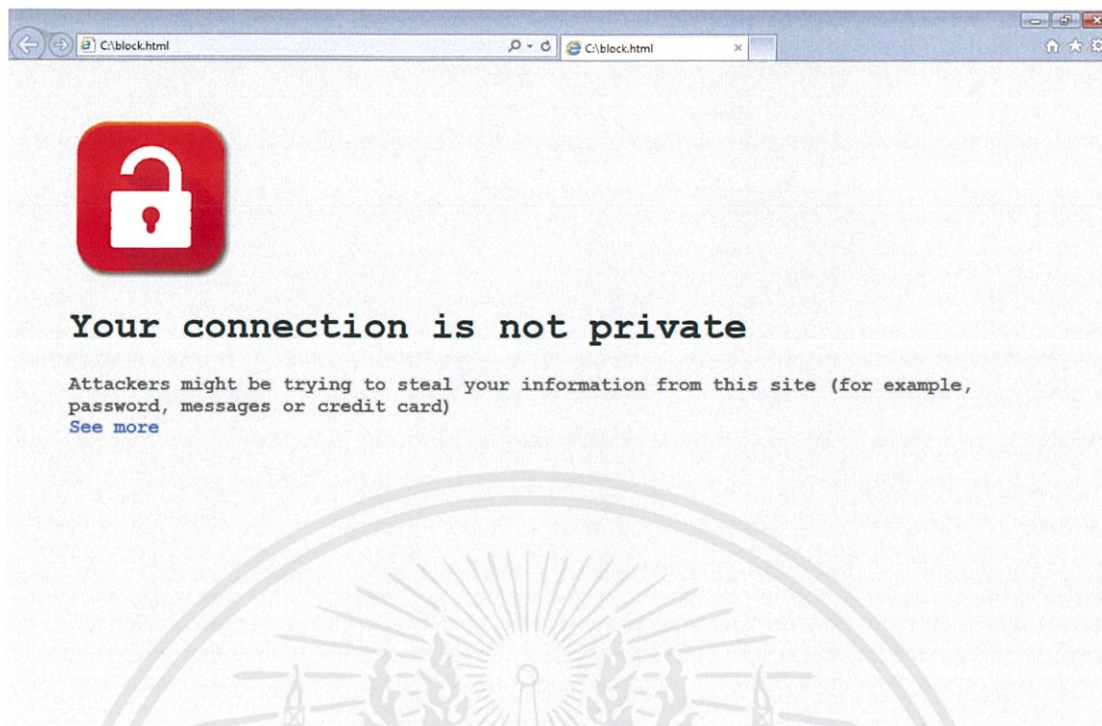 C:\block.html
C:\block.html
Your connection is not private
Attackers might be trying to steal your information from this site (for example,
password, messages or credit card)
See more